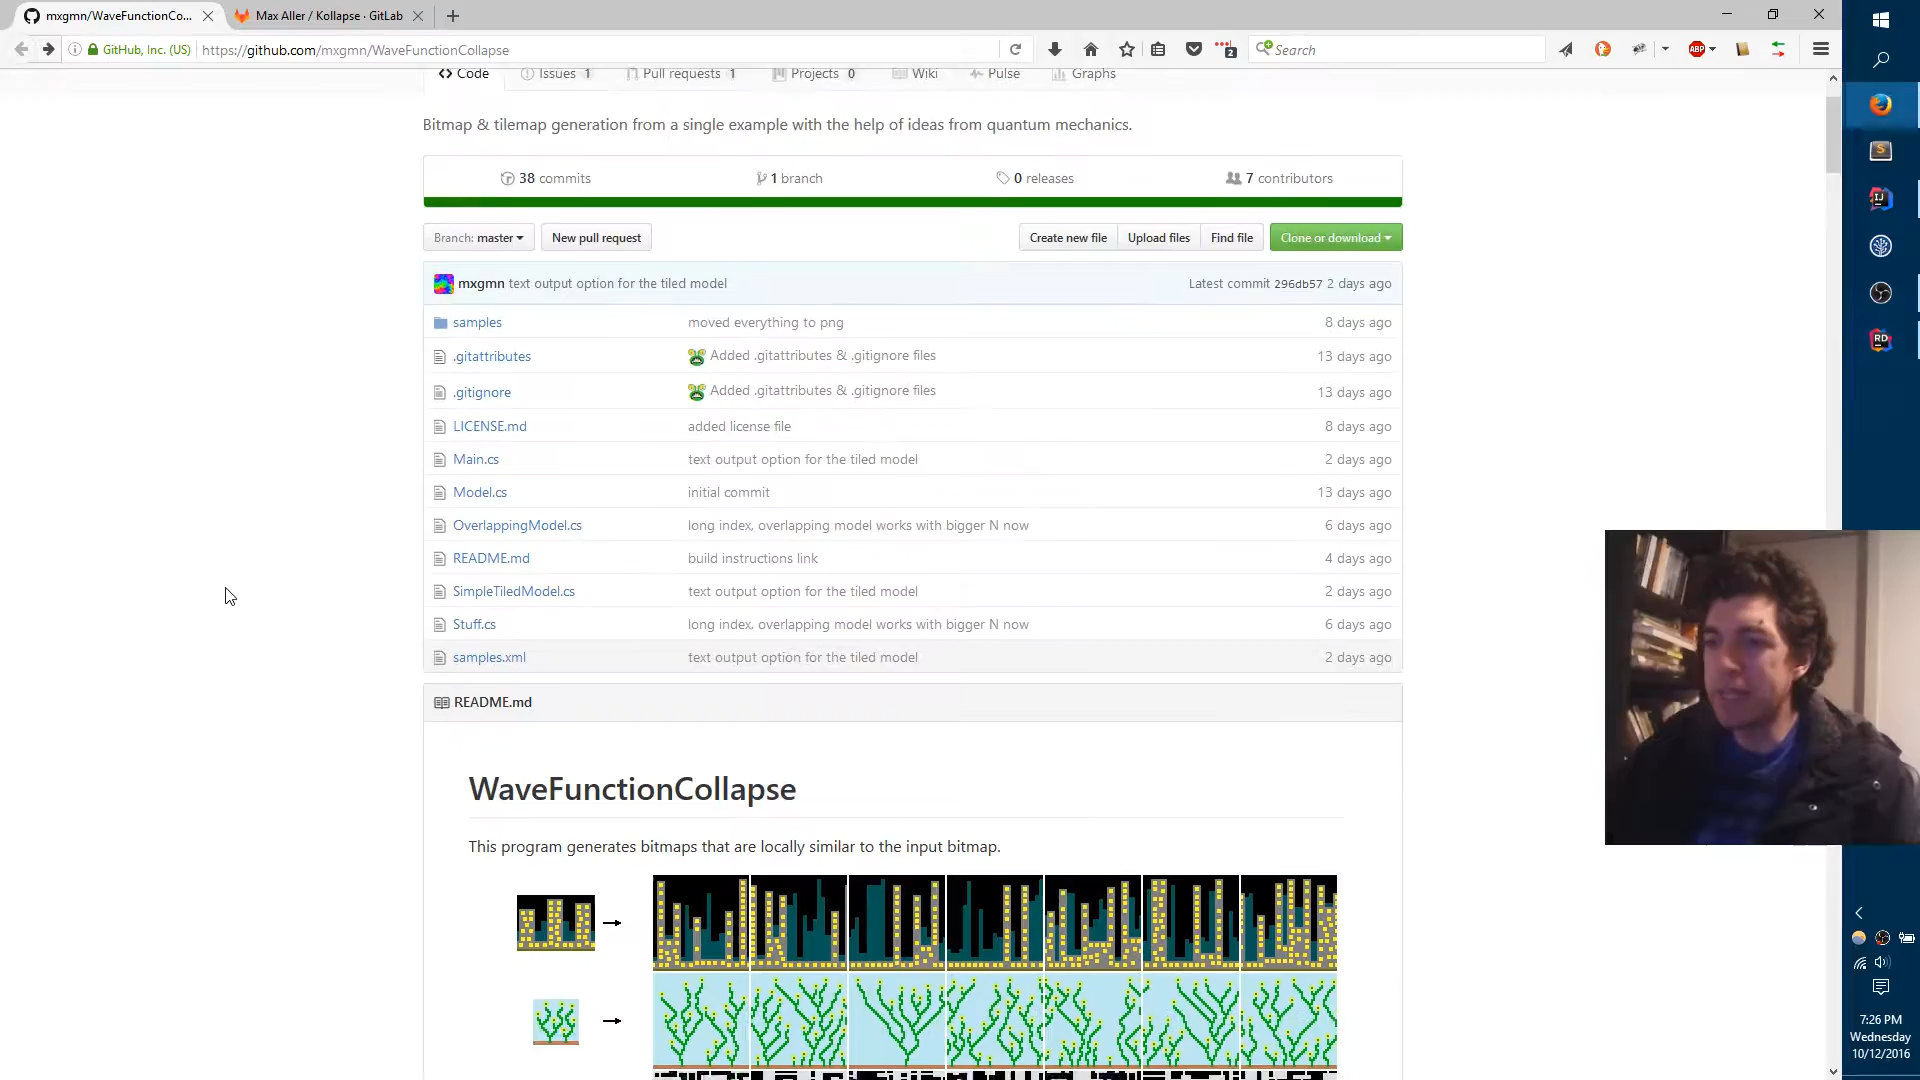 mxgmn/WaveFunctionCo...
Max Aller / Kollapse · GitLab
GitHub, Inc. (US)
https://github.com/mxgmn/WaveFunctionCollapse
2
Search
ABP
Code
Issues 1
Pull requests 1
Projects 0
Wiki
Pulse
Graphs
Bitmap & tilemap generation from a single example with the help of ideas from quantum mechanics.
38 commits
1 branch
0 releases
7 contributors
Branch: master
New pull request
Create new file
Upload files
Find file
Clone or download
mxgmn text output option for the tiled model
Latest commit 296db57 2 days ago
samples moved everything to png 8 days ago
.gitattributes Added .gitattributes & .gitignore files 13 days ago
.gitignore Added .gitattributes & .gitignore files 13 days ago
LICENSE.md added license file 8 days ago
Main.cs text output option for the tiled model 2 days ago
Model.cs initial commit 13 days ago
OverlappingModel.cs long index, overlapping model works with bigger N now 6 days ago
README.md build instructions link 4 days ago
SimpleTiledModel.cs text output option for the tiled model 2 days ago
Stuff.cs long index, overlapping model works with bigger N now 6 days ago
samples.xml text output option for the tiled model 2 days ago
README.md
WaveFunctionCollapse
This program generates bitmaps that are locally similar to the input bitmap.
S
IJ
RD
7:26 PM
Wednesday
10/12/2016